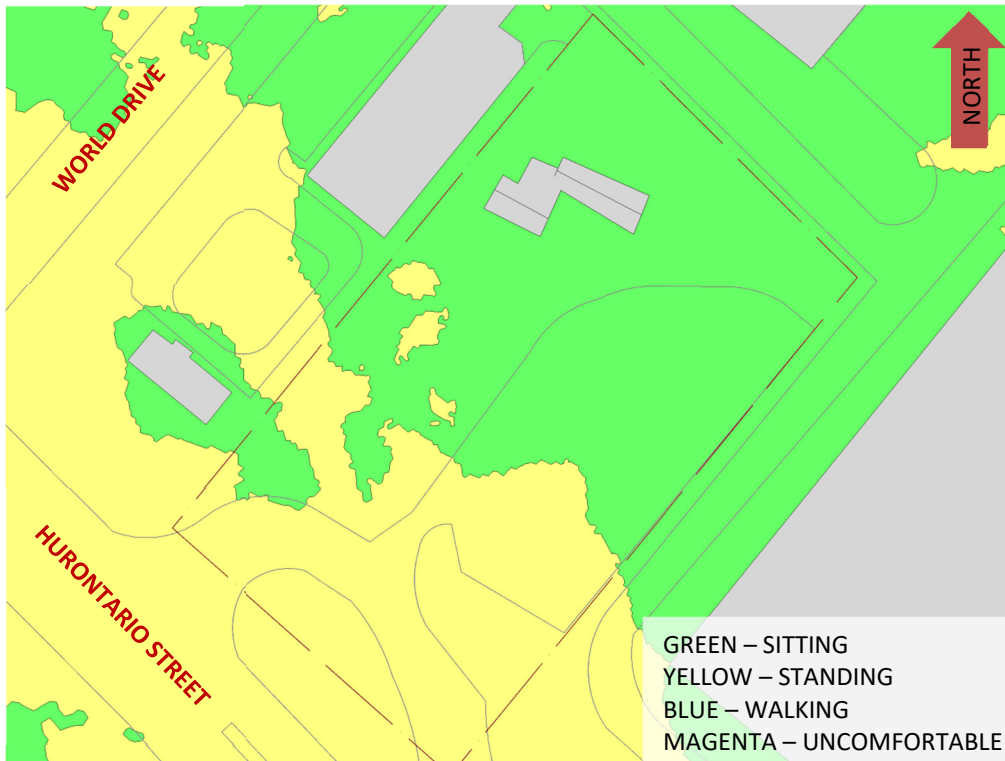 NORTH
WORLD DRIVE
HURONTARIO STREET
GREEN – SITTING
YELLOW – STANDING
BLUE – WALKING
MAGENTA – UNCOMFORTABLE